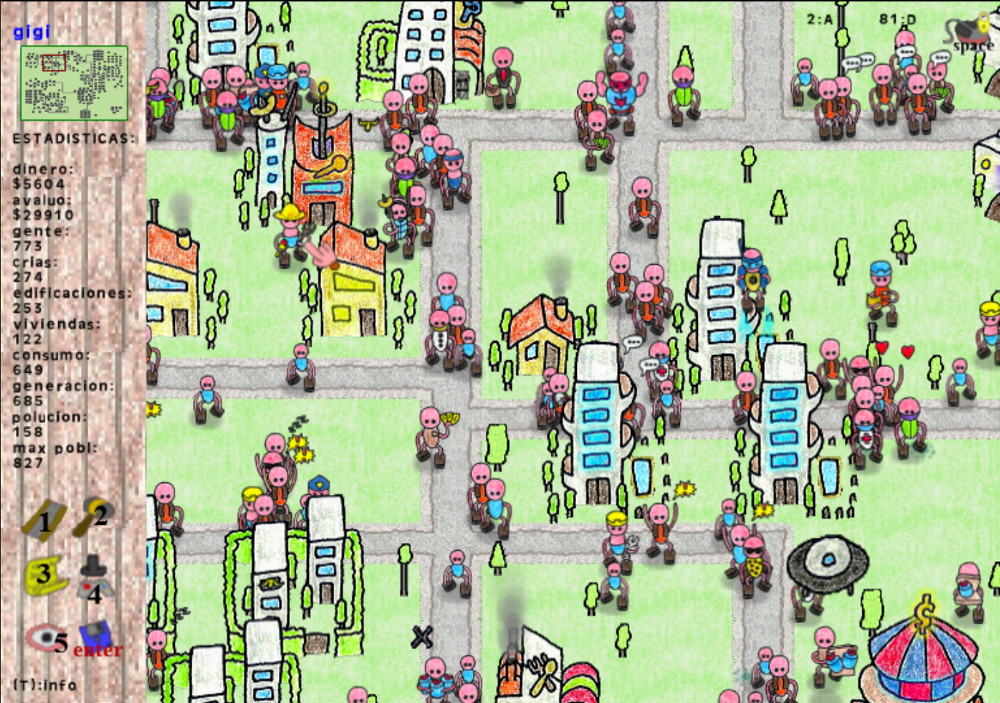 gigi
2:A 81:D
space
ESTADISTICAS:
dinero:
$5604
avaluo:
$29910
gente:
773
crias:
274
edificaciones:
253
viviendas:
122
consumo:
649
generacion:
685
polucion:
158
max pobl:
827
1 2
3 4
5 enter
(T):info
$